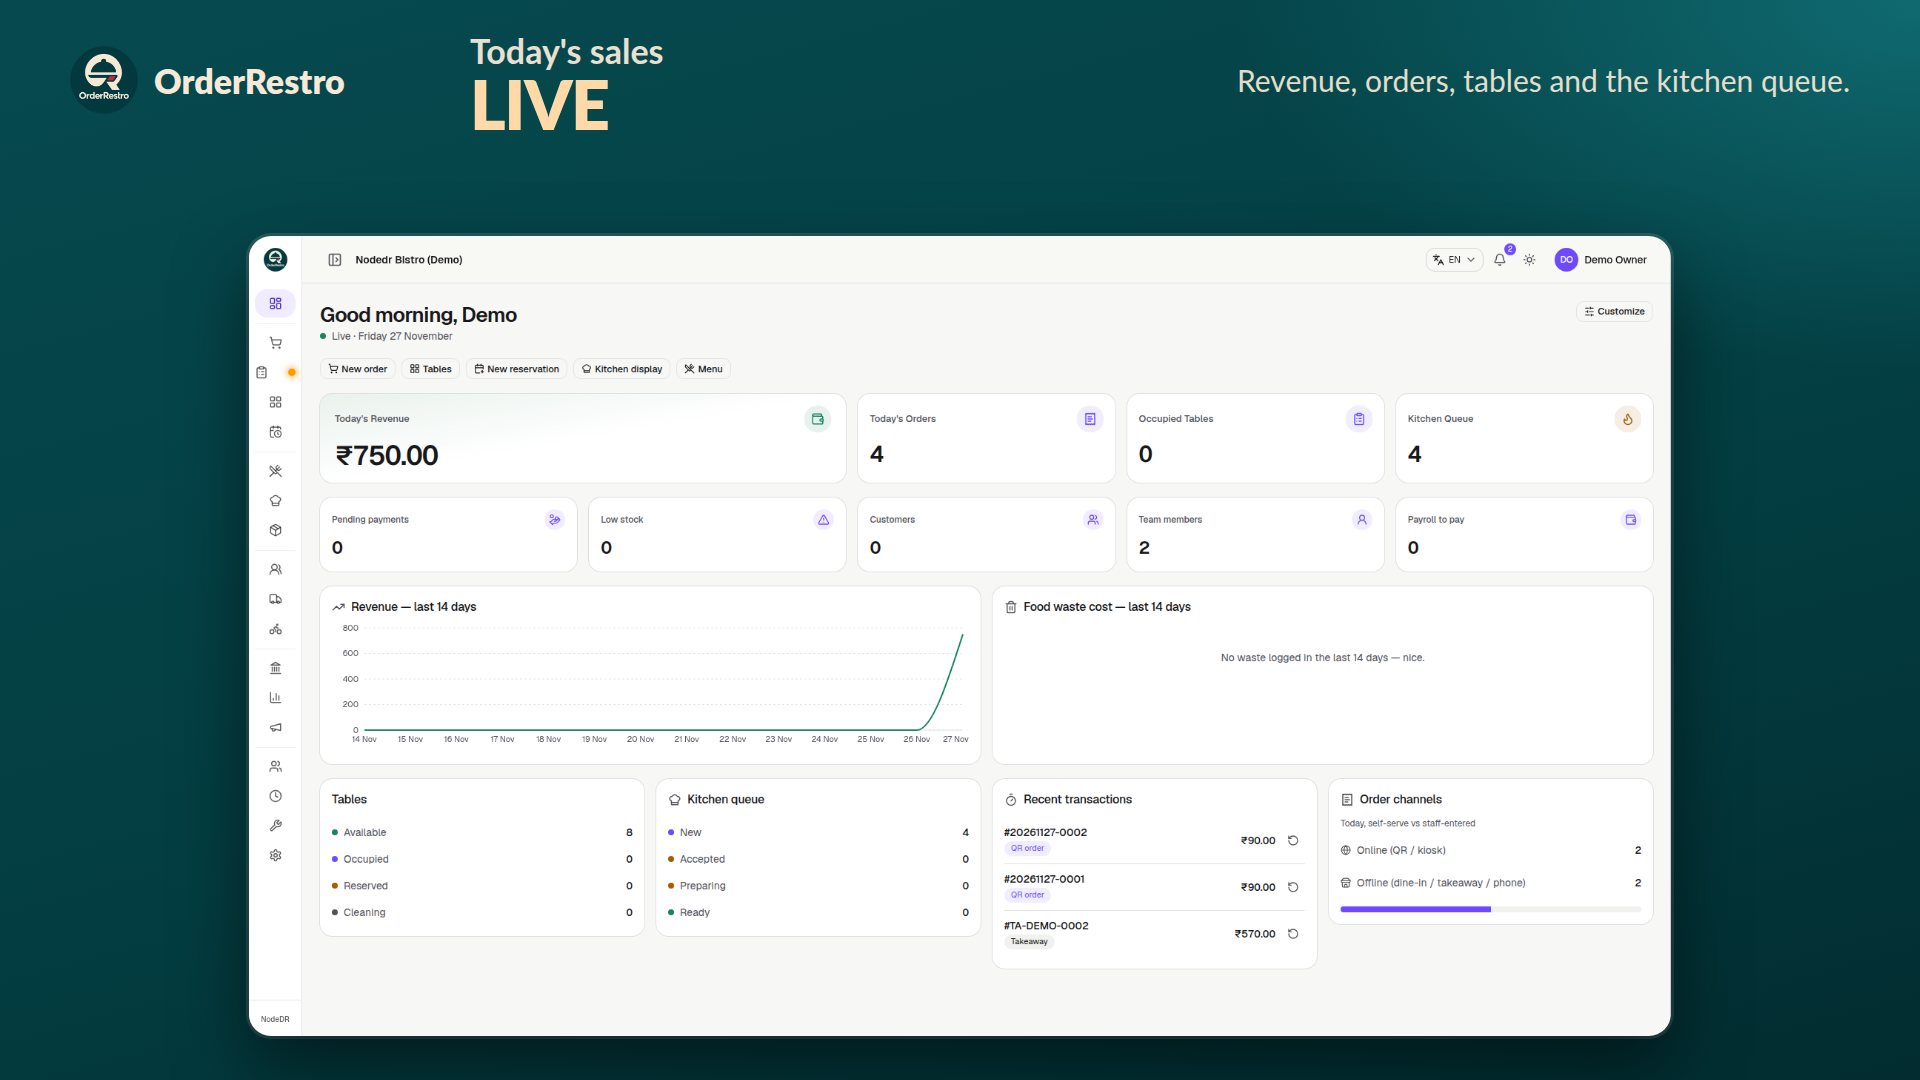 OrderRestro
OrderRestro
Today's sales
LIVE
Revenue, orders, tables and the kitchen queue.
Nodedr Bistro (Demo)
EN
2
DO
Demo Owner
Good morning, Demo
Live · Friday 27 November
Customize
New order
Tables
New reservation
Kitchen display
Menu
Today's Revenue
₹750.00
Today's Orders
4
Occupied Tables
0
Kitchen Queue
4
Pending payments
0
Low stock
0
Customers
0
Team members
2
Payroll to pay
0
Revenue — last 14 days
800
600
400
200
0
14 Nov 15 Nov 16 Nov 17 Nov 18 Nov 19 Nov 20 Nov 21 Nov 22 Nov 23 Nov 24 Nov 25 Nov 26 Nov 27 Nov
Food waste cost — last 14 days
No waste logged in the last 14 days — nice.
Tables
Available 8
Occupied 0
Reserved 0
Cleaning 0
Kitchen queue
New 4
Accepted 0
Preparing 0
Ready 0
Recent transactions
#20261127-0002
QR order
₹90.00
#20261127-0001
QR order
₹90.00
#TA-DEMO-0002
Takeaway
₹570.00
Order channels
Today, self-serve vs staff-entered
Online (QR / kiosk) 2
Offline (dine-in / takeaway / phone) 2
NodeDR